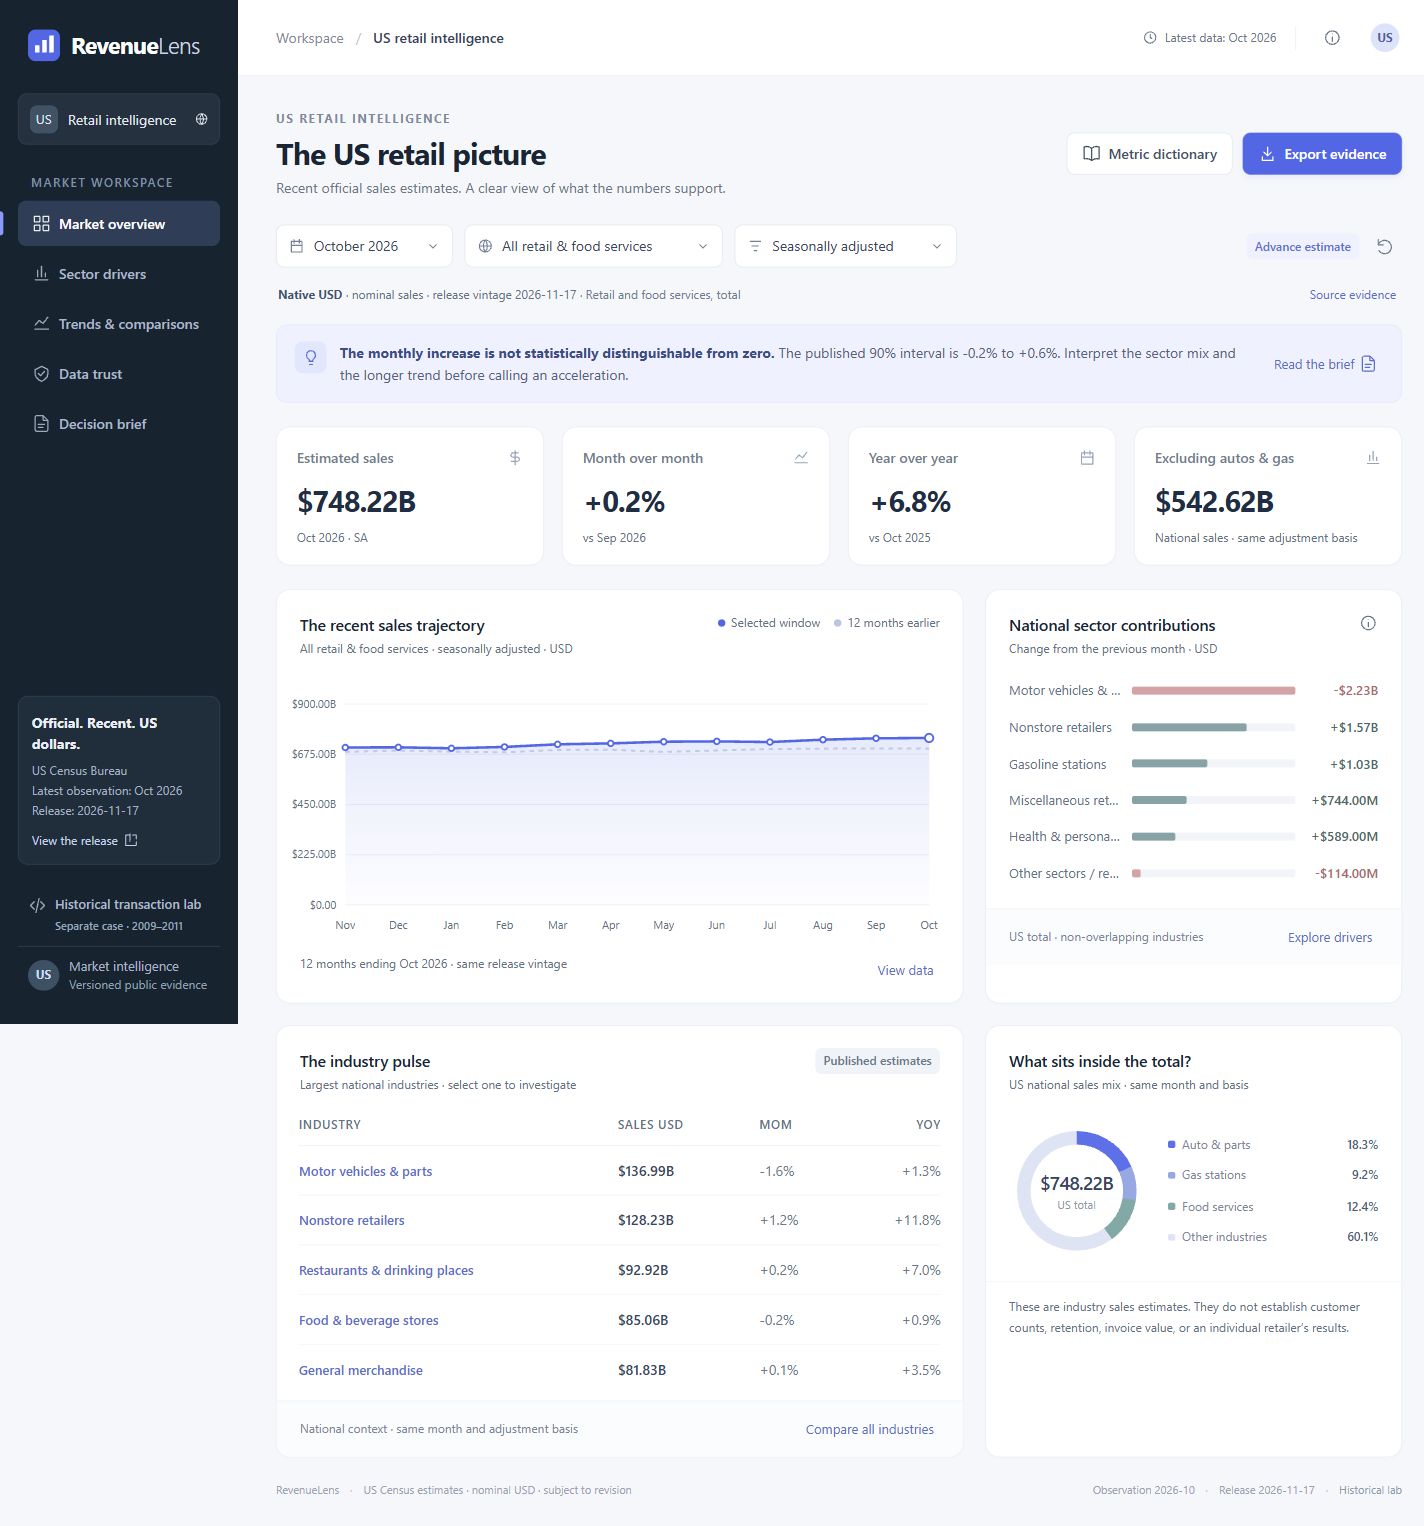 RevenueLens
US Retail intelligence
MARKET WORKSPACE
Market overview
Sector drivers
Trends & comparisons
Data trust
Decision brief
Official. Recent. US
dollars.
US Census Bureau
Latest observation: Oct 2026
Release: 2026-11-17
View the release
Historical transaction lab
Separate case · 2009–2011
US
Market intelligence
Versioned public evidence
Workspace / US retail intelligence
Latest data: Oct 2026
US
US RETAIL INTELLIGENCE
The US retail picture
Recent official sales estimates. A clear view of what the numbers support.
Metric dictionary
Export evidence
October 2026
All retail & food services
Seasonally adjusted
Advance estimate
Native USD · nominal sales · release vintage 2026-11-17 · Retail and food services, total
Source evidence
The monthly increase is not statistically distinguishable from zero. The published 90% interval is -0.2% to +0.6%. Interpret the sector mix and
the longer trend before calling an acceleration.
Read the brief
Estimated sales
$748.22B
Oct 2026 · SA
Month over month
+0.2%
vs Sep 2026
Year over year
+6.8%
vs Oct 2025
Excluding autos & gas
$542.62B
National sales · same adjustment basis
The recent sales trajectory
All retail & food services · seasonally adjusted · USD
Selected window
12 months earlier
$900.00B
$675.00B
$450.00B
$225.00B
$0.00
Nov Dec Jan Feb Mar Apr May Jun Jul Aug Sep Oct
12 months ending Oct 2026 · same release vintage
View data
National sector contributions
Change from the previous month · USD
Motor vehicles & ... -$2.23B
Nonstore retailers +$1.57B
Gasoline stations +$1.03B
Miscellaneous ret... +$744.00M
Health & persona... +$589.00M
Other sectors / re... -$114.00M
US total · non-overlapping industries
Explore drivers
The industry pulse
Largest national industries · select one to investigate
Published estimates
INDUSTRY SALES USD MOM YOY
Motor vehicles & parts $136.99B -1.6% +1.3%
Nonstore retailers $128.23B +1.2% +11.8%
Restaurants & drinking places $92.92B +0.2% +7.0%
Food & beverage stores $85.06B -0.2% +0.9%
General merchandise $81.83B +0.1% +3.5%
National context · same month and adjustment basis
Compare all industries
What sits inside the total?
US national sales mix · same month and basis
$748.22B
US total
Auto & parts 18.3%
Gas stations 9.2%
Food services 12.4%
Other industries 60.1%
These are industry sales estimates. They do not establish customer
counts, retention, invoice value, or an individual retailer's results.
RevenueLens · US Census estimates · nominal USD · subject to revision
Observation 2026-10 · Release 2026-11-17 · Historical lab